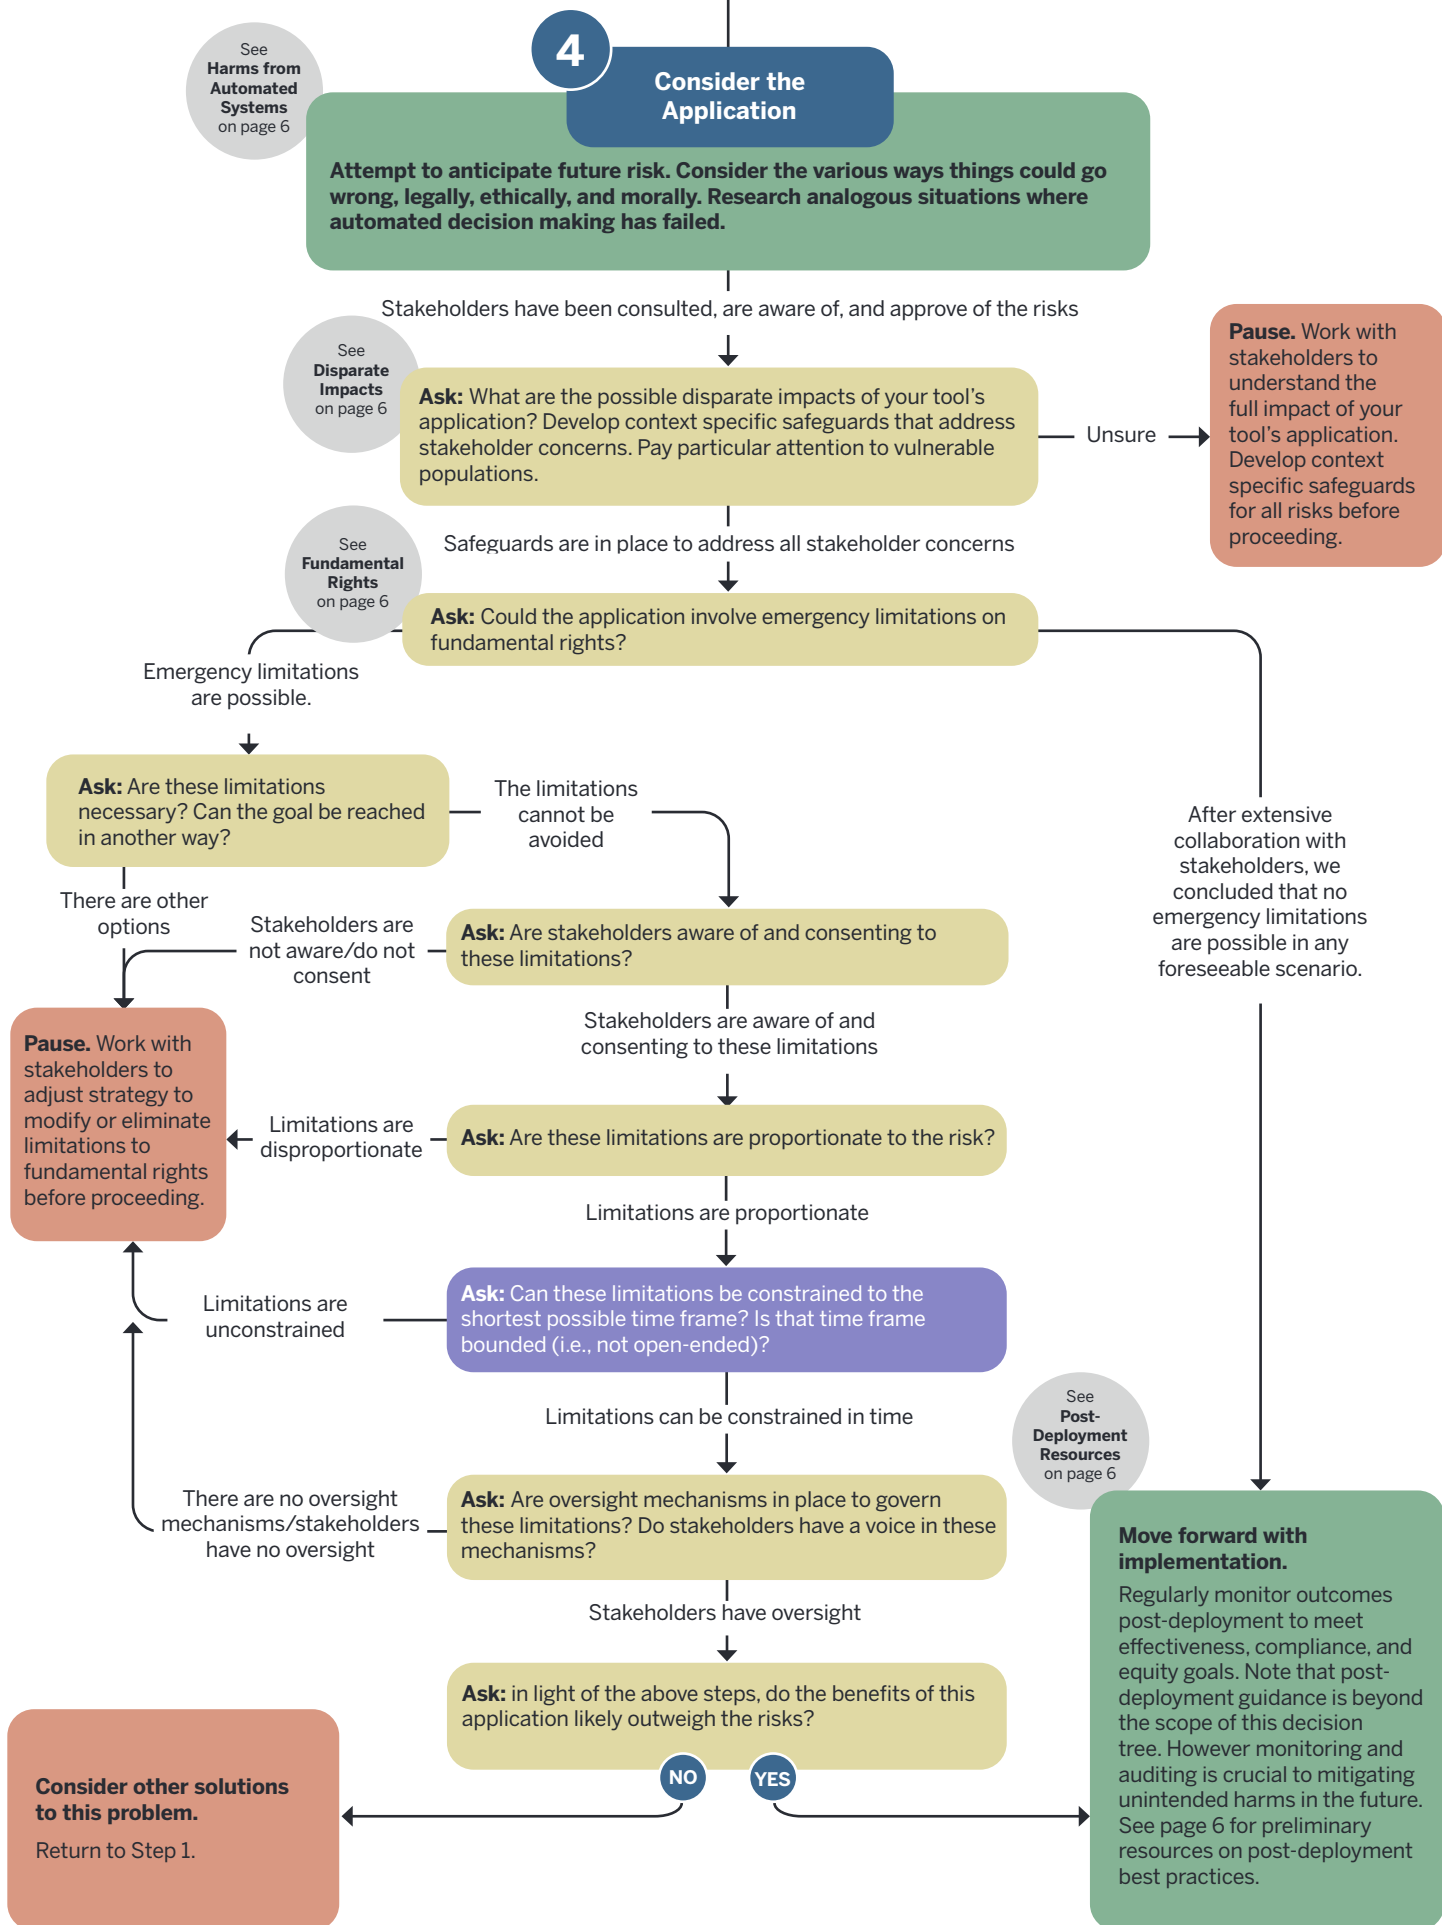 4
Consider the
Application
See
Harms from
Automated
Systems
on page 6
Attempt to anticipate future risk. Consider the various ways things could go
wrong, legally, ethically, and morally. Research analogous situations where
automated decision making has failed.
Stakeholders have been consulted, are aware of, and approve of the risks
See
Disparate
Impacts
on page 6
Ask: What are the possible disparate impacts of your tool's
application? Develop context specific safeguards that address
stakeholder concerns. Pay particular attention to vulnerable
populations.
Unsure
Pause. Work with
stakeholders to
understand the
full impact of your
tool's application.
Develop context
specific safeguards
for all risks before
proceeding.
Safeguards are in place to address all stakeholder concerns
See
Fundamental
Rights
on page 6
Ask: Could the application involve emergency limitations on
fundamental rights?
Emergency limitations
are possible.
Ask: Are these limitations
necessary? Can the goal be reached
in another way?
The limitations
cannot be
avoided
After extensive
collaboration with
stakeholders, we
concluded that no
emergency limitations
are possible in any
foreseeable scenario.
There are other
options
Stakeholders are
not aware/do not
consent
Ask: Are stakeholders aware of and consenting to
these limitations?
Stakeholders are aware of and
consenting to these limitations
Pause. Work with
stakeholders to
adjust strategy to
modify or eliminate
limitations to
fundamental rights
before proceeding.
Limitations are
disproportionate
Ask: Are these limitations are proportionate to the risk?
Limitations are proportionate
Limitations are
unconstrained
Ask: Can these limitations be constrained to the
shortest possible time frame? Is that time frame
bounded (i.e., not open-ended)?
Limitations can be constrained in time
See
Post-
Deployment
Resources
on page 6
There are no oversight
mechanisms/stakeholders
have no oversight
Ask: Are oversight mechanisms in place to govern
these limitations? Do stakeholders have a voice in these
mechanisms?
Stakeholders have oversight
Ask: in light of the above steps, do the benefits of this
application likely outweigh the risks?
NO
YES
Consider other solutions
to this problem.
Return to Step 1.
Move forward with
implementation.
Regularly monitor outcomes
post-deployment to meet
effectiveness, compliance, and
equity goals. Note that post-
deployment guidance is beyond
the scope of this decision
tree. However monitoring and
auditing is crucial to mitigating
unintended harms in the future.
See page 6 for preliminary
resources on post-deployment
best practices.